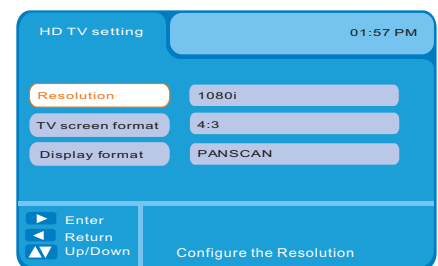 HD TV setting
01:57 PM
Resolution 1080i
TV screen format 4:3
Display format PANSCAN
Enter
Return
Up/Down
Configure the Resolution